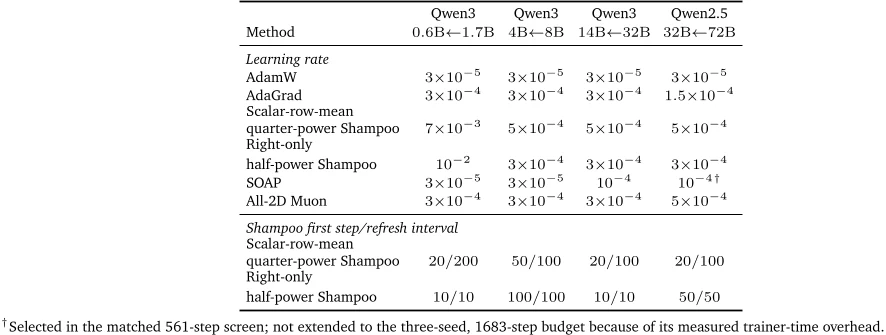 Qwen3 Qwen3 Qwen3 Qwen2.5
Method 0.6B←1.7B 4B←8B 14B←32B 32B←72B
Learning rate
AdamW 3×10⁻⁵ 3×10⁻⁵ 3×10⁻⁵ 3×10⁻⁵
AdaGrad 3×10⁻⁴ 3×10⁻⁴ 3×10⁻⁴ 1.5×10⁻⁴
Scalar-row-mean
quarter-power Shampoo 7×10⁻³ 5×10⁻⁴ 5×10⁻⁴ 5×10⁻⁴
Right-only
half-power Shampoo 10⁻² 3×10⁻⁴ 3×10⁻⁴ 3×10⁻⁴
SOAP 3×10⁻⁵ 3×10⁻⁵ 10⁻⁴ 10⁻⁴†
All-2D Muon 3×10⁻⁴ 3×10⁻⁴ 3×10⁻⁴ 5×10⁻⁴
Shampoo first step/refresh interval
Scalar-row-mean
quarter-power Shampoo 20/200 50/100 20/100 20/100
Right-only
half-power Shampoo 10/10 100/100 10/10 50/50
†Selected in the matched 561-step screen; not extended to the three-seed, 1683-step budget because of its measured trainer-time overhead.